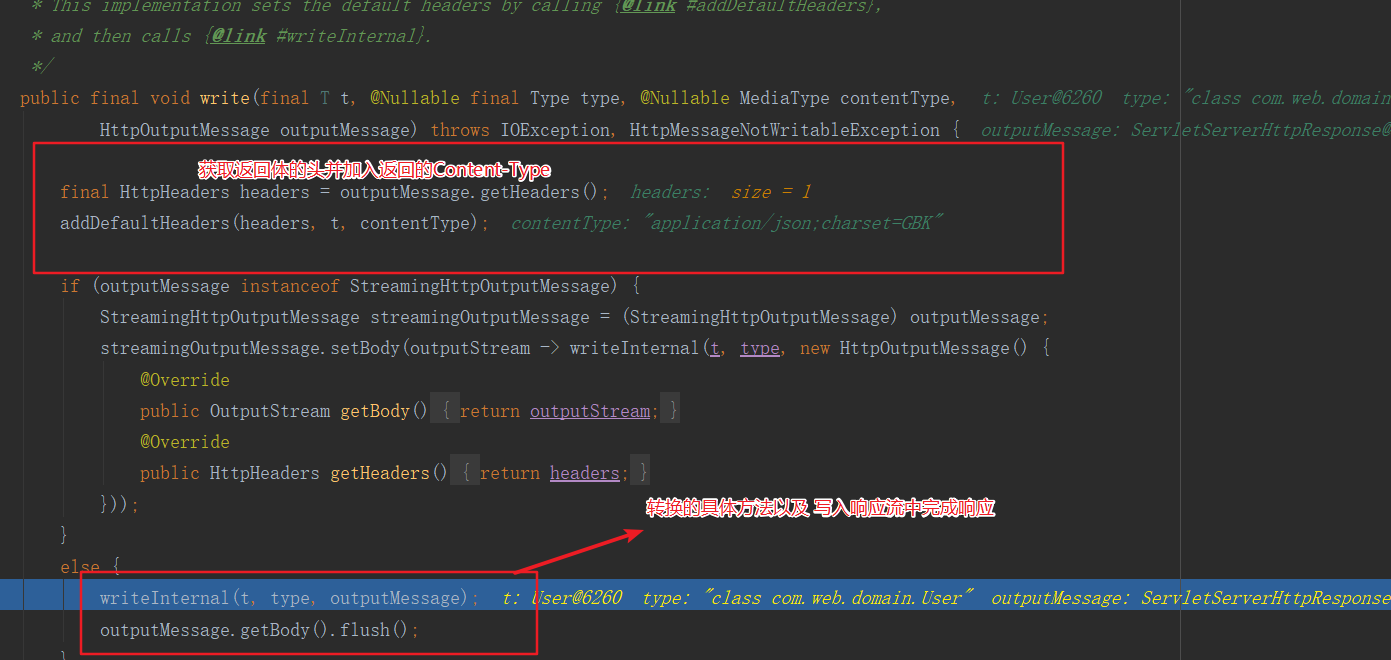 * This implementation sets the default headers by calling {@link #addDefaultHeaders},
* and then calls {@link #writeInternal}.
*/
public final void write(final T t, @Nullable final Type type, @Nullable MediaType contentType,  t: User@6260  type: "class com.web.domain
HttpOutputMessage outputMessage) throws IOException, HttpMessageNotWritableException {  outputMessage: ServletServerHttpResponse@
获取返回体的头并加入返回的Content-Type
final HttpHeaders headers = outputMessage.getHeaders();  headers:  size = 1
addDefaultHeaders(headers, t, contentType);  contentType: "application/json;charset=GBK"
if (outputMessage instanceof StreamingHttpOutputMessage) {
StreamingHttpOutputMessage streamingOutputMessage = (StreamingHttpOutputMessage) outputMessage;
streamingOutputMessage.setBody(outputStream -> writeInternal(t, type, new HttpOutputMessage() {
@Override
public OutputStream getBody() { return outputStream; }
@Override
public HttpHeaders getHeaders() { return headers; }
}));
转换的具体方法以及 写入响应流中完成响应
}
else {
writeInternal(t, type, outputMessage);  t: User@6260  type: "class com.web.domain.User"  outputMessage: ServletServerHttpResponse
outputMessage.getBody().flush();
}